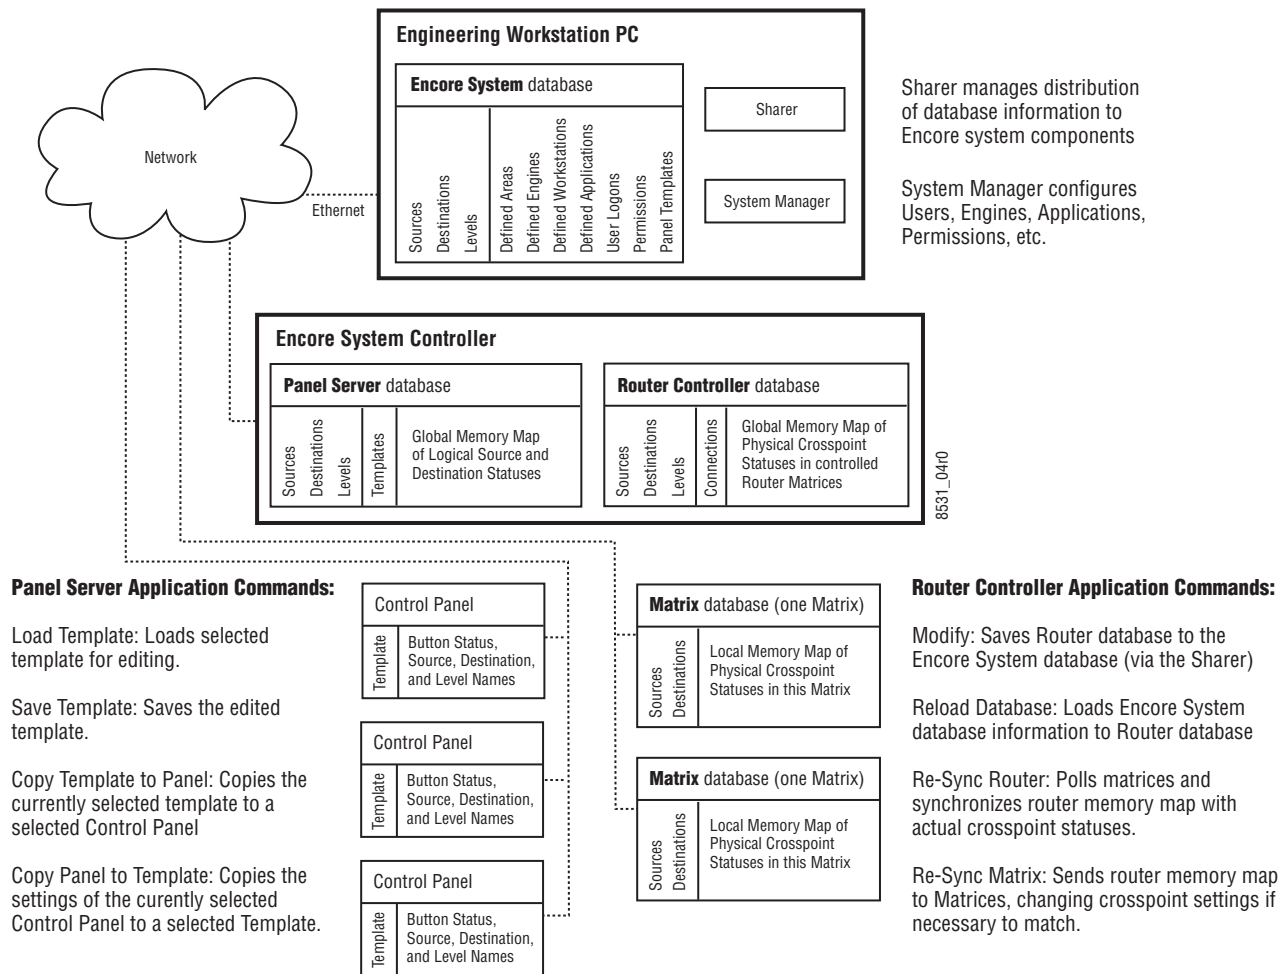 Engineering Workstation PC
Encore System database
Sources
Destinations
Levels
Defined Areas
Defined Engines
Defined Workstations
Defined Applications
User Logons
Permissions
Panel Templates
Sharer
System Manager
Sharer manages distribution
of database information to
Encore system components
System Manager configures
Users, Engines, Applications,
Permissions, etc.
Network
Ethernet
Encore System Controller
Panel Server database
Sources
Destinations
Levels
Templates
Global Memory Map
of Logical Source and
Destination Statuses
Router Controller database
Sources
Destinations
Levels
Connections
Global Memory Map of
Physical Crosspoint
Statuses in controlled
Router Matrices
8531_04r0
Panel Server Application Commands:
Load Template: Loads selected
template for editing.
Save Template: Saves the edited
template.
Copy Template to Panel: Copies the
currently selected template to a
selected Control Panel
Copy Panel to Template: Copies the
settings of the curently selected
Control Panel to a selected Template.
Control Panel
Template
Button Status,
Source, Destination,
and Level Names
Control Panel
Template
Button Status,
Source, Destination,
and Level Names
Control Panel
Template
Button Status,
Source, Destination,
and Level Names
Matrix database (one Matrix)
Sources
Destinations
Local Memory Map of
Physical Crosspoint
Statuses in this Matrix
Matrix database (one Matrix)
Sources
Destinations
Local Memory Map of
Physical Crosspoint
Statuses in this Matrix
Router Controller Application Commands:
Modify: Saves Router database to the
Encore System database (via the Sharer)
Reload Database: Loads Encore System
database information to Router database
Re-Sync Router: Polls matrices and
synchronizes router memory map with
actual crosspoint statuses.
Re-Sync Matrix: Sends router memory map
to Matrices, changing crosspoint settings if
necessary to match.